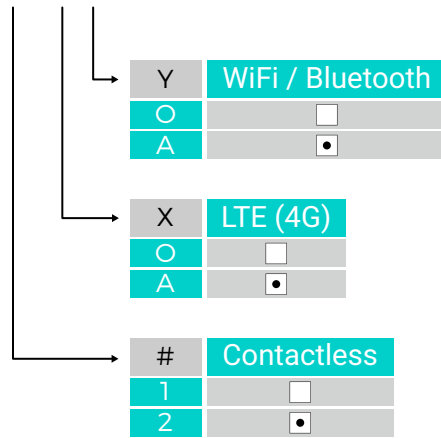 Y WiFi / Bluetooth
O
A
X LTE (4G)
O
A
# Contactless
1
2